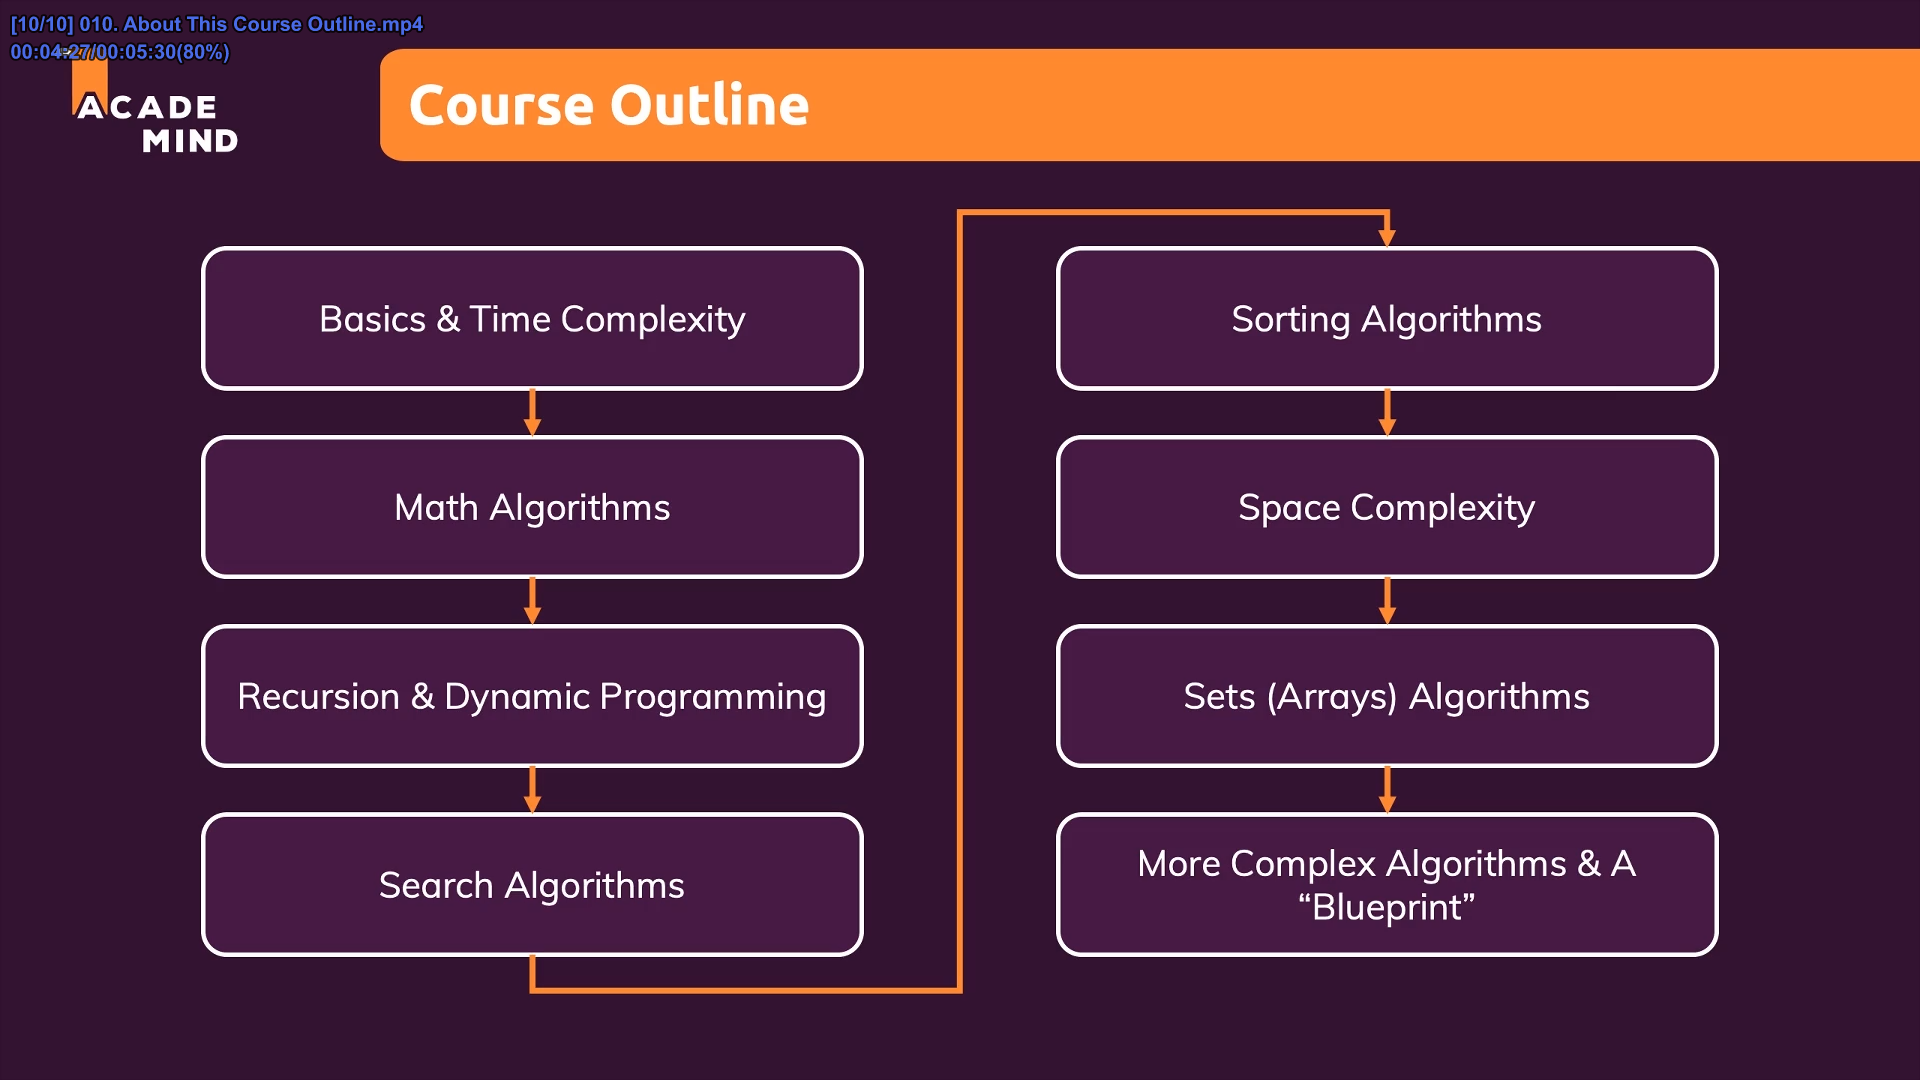 [10/10] 010. About This Course Outline.mp4
00:04:27/00:05:30(80%)
ACADE
MIND
Course Outline
Basics & Time Complexity
Math Algorithms
Recursion & Dynamic Programming
Search Algorithms
Sorting Algorithms
Space Complexity
Sets (Arrays) Algorithms
More Complex Algorithms & A
“Blueprint”